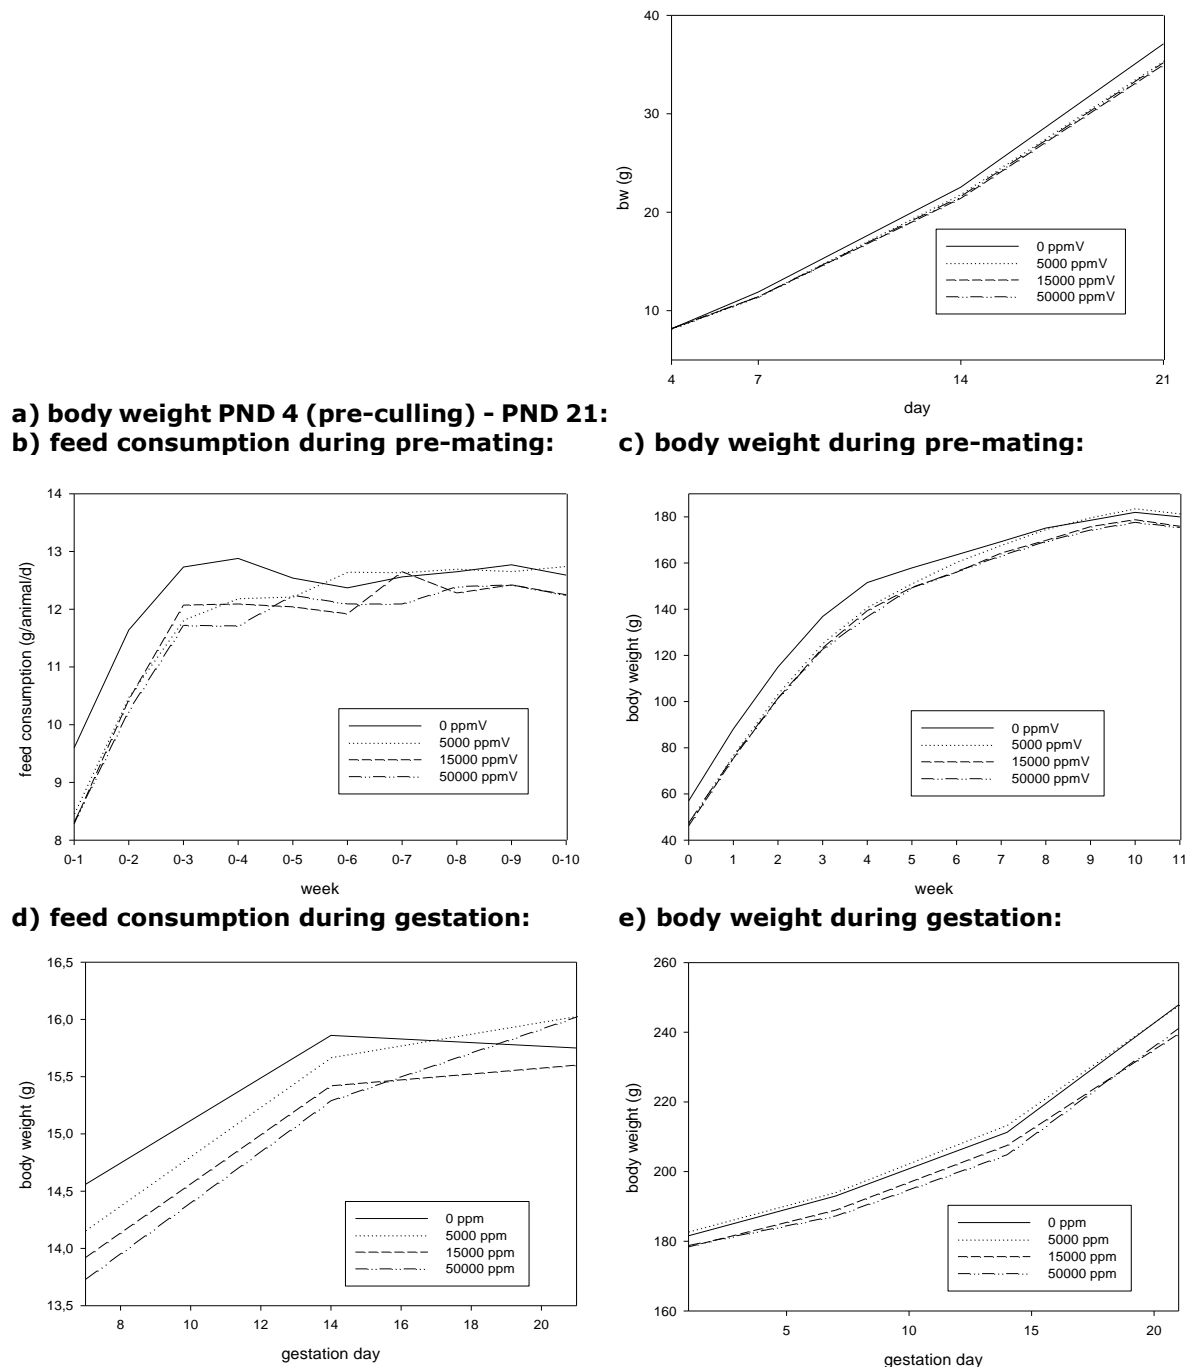 40
30
20
10
bw (g)
0 ppmV
5000 ppmV
15000 ppmV
50000 ppmV
4 7 14 21
day
a) body weight PND 4 (pre-culling) - PND 21:
b) feed consumption during pre-mating: c) body weight during pre-mating:
14
13
12
11
10
9
8
feed consumption (g/animal/d)
0 ppmV
5000 ppmV
15000 ppmV
50000 ppmV
0-1 0-2 0-3 0-4 0-5 0-6 0-7 0-8 0-9 0-10
week
180
160
140
120
100
80
60
40
body weight (g)
0 ppmV
5000 ppmV
15000 ppmV
50000 ppmV
0 1 2 3 4 5 6 7 8 9 10 11
week
d) feed consumption during gestation: e) body weight during gestation:
16,5
16,0
15,5
15,0
14,5
14,0
13,5
body weight (g)
0 ppm
5000 ppm
15000 ppm
50000 ppm
8 10 12 14 16 18 20
gestation day
260
240
220
200
180
160
body weight (g)
0 ppm
5000 ppm
15000 ppm
50000 ppm
5 10 15 20
gestation day